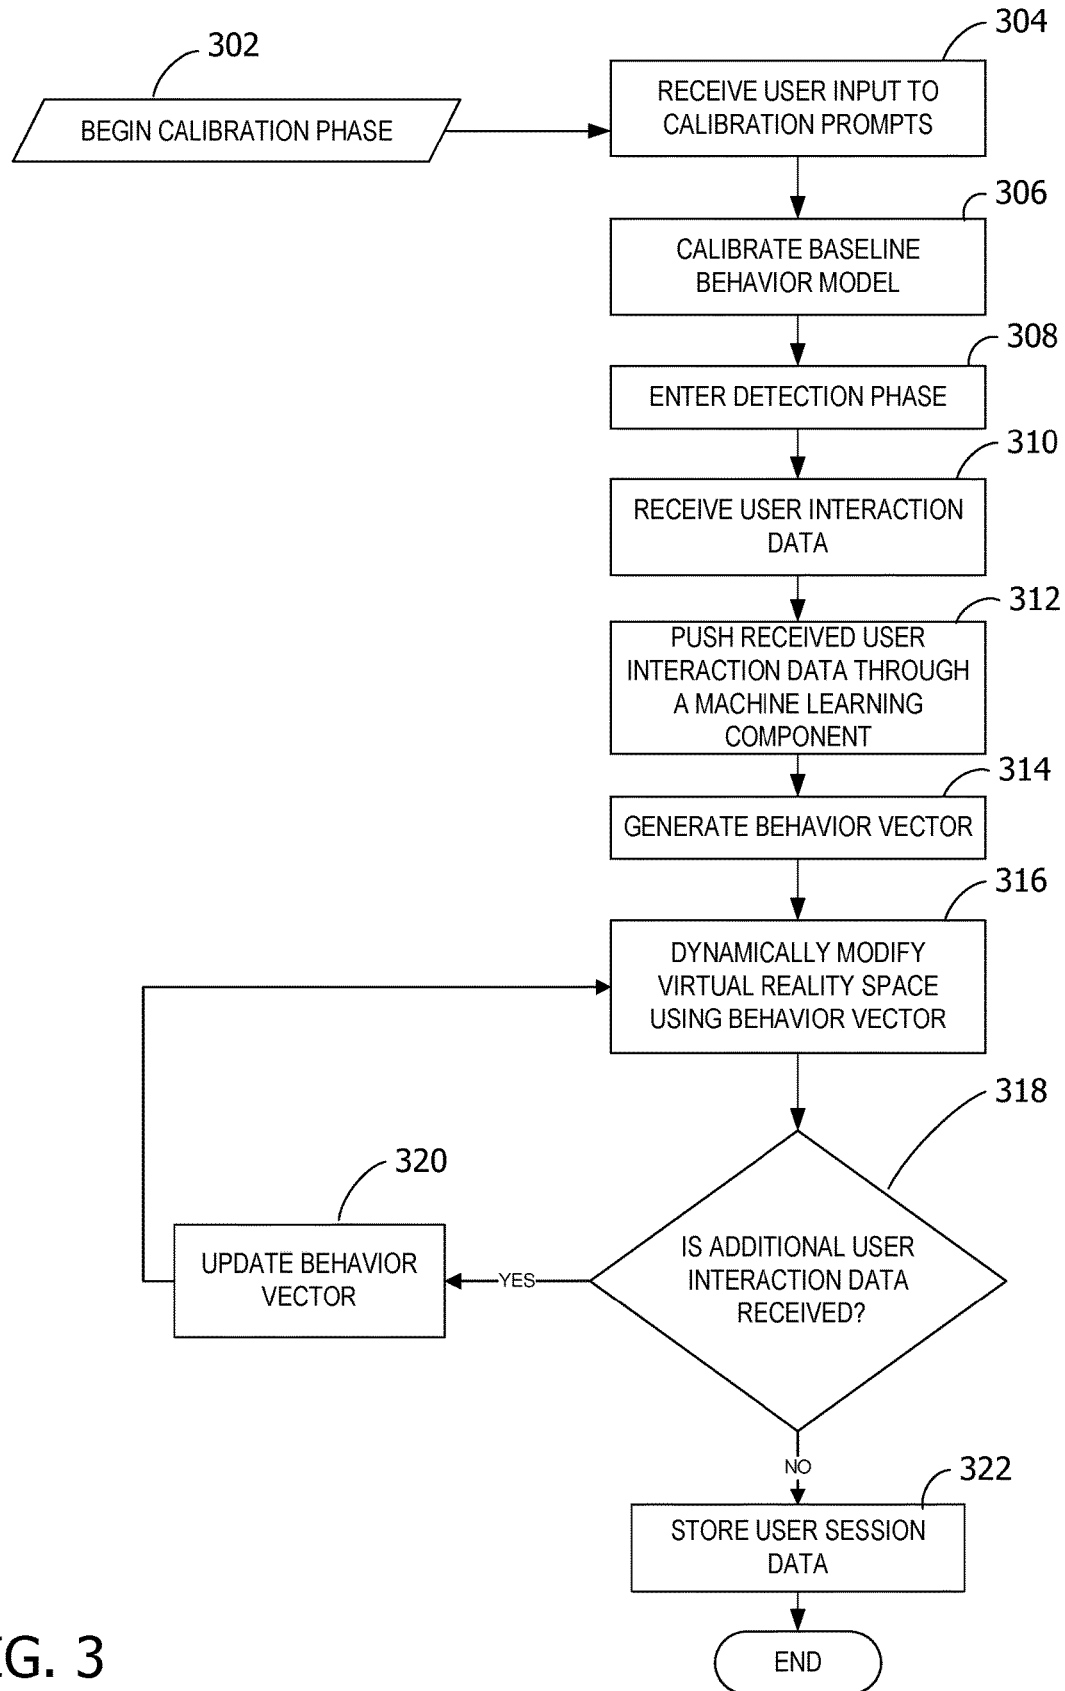 302
BEGIN CALIBRATION PHASE
304
RECEIVE USER INPUT TO
CALIBRATION PROMPTS
306
CALIBRATE BASELINE
BEHAVIOR MODEL
308
ENTER DETECTION PHASE
310
RECEIVE USER INTERACTION
DATA
312
PUSH RECEIVED USER
INTERACTION DATA THROUGH
A MACHINE LEARNING
COMPONENT
314
GENERATE BEHAVIOR VECTOR
316
DYNAMICALLY MODIFY
VIRTUAL REALITY SPACE
USING BEHAVIOR VECTOR
318
IS ADDITIONAL USER
INTERACTION DATA
RECEIVED?
YES
320
UPDATE BEHAVIOR
VECTOR
NO
322
STORE USER SESSION
DATA
END
IG. 3